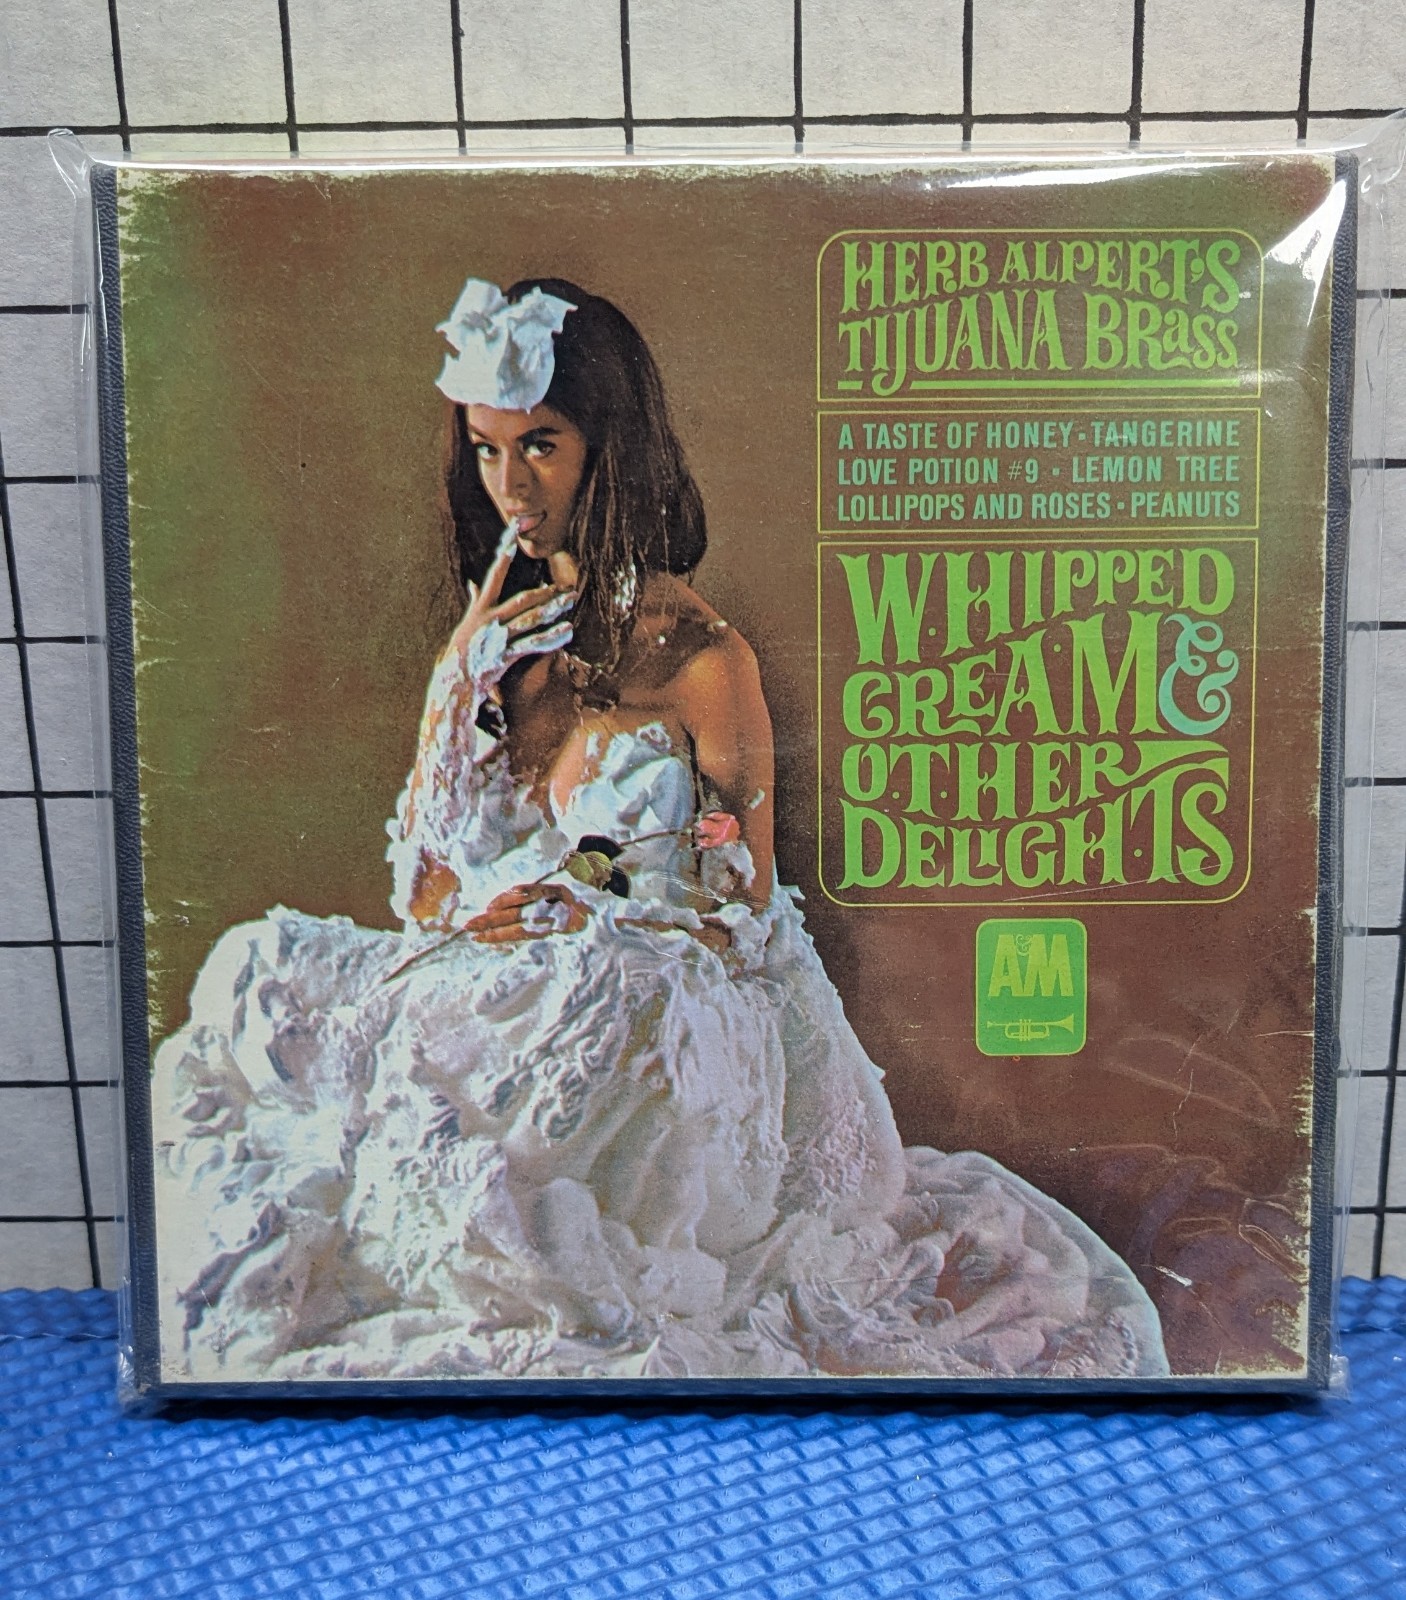 HERB ALPERT'S
TIJUANA BRass
A TASTE OF HONEY • TANGERINE
LOVE POTION #9 • LEMON TREE
LOLLIPOPS AND ROSES • PEANUTS
WHIPPED
CREAM &
OTHER
DELiGHTS
A&M